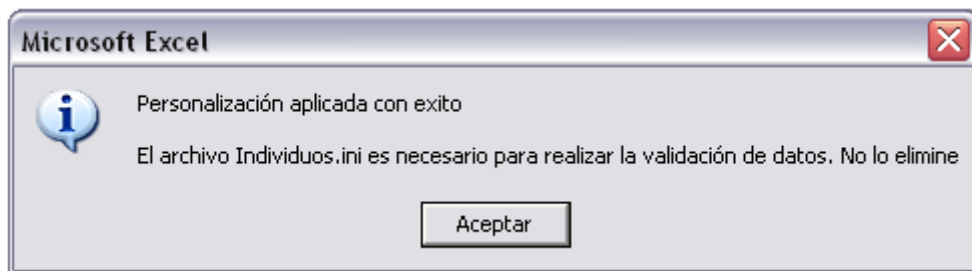 Microsoft Excel
Personalización aplicada con exito
El archivo Individuos.ini es necesario para realizar la validación de datos. No lo elimine
Aceptar